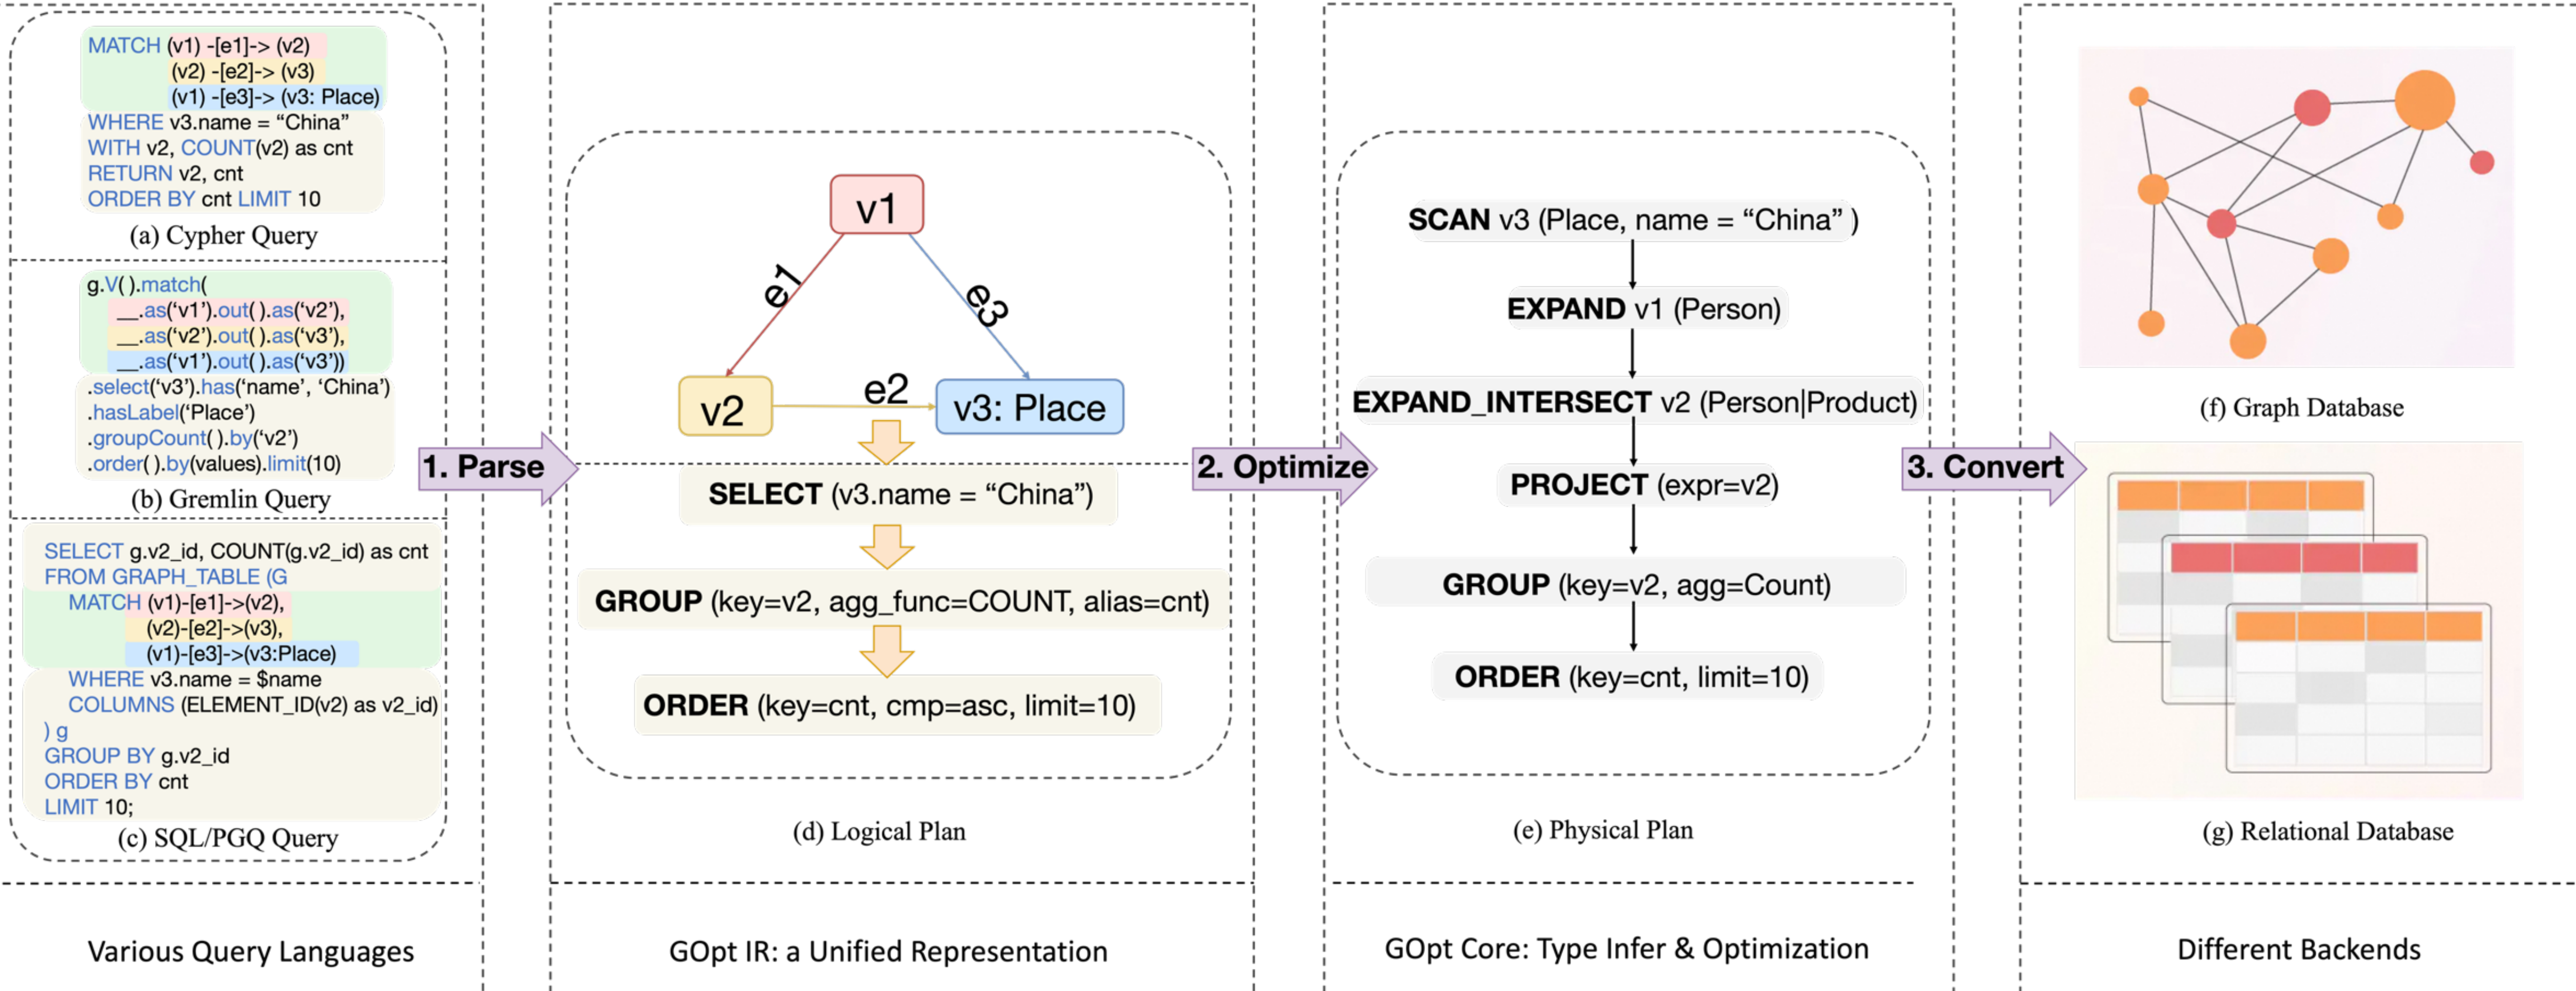 MATCH (v1) -[e1]-> (v2)
(v2) -[e2]-> (v3)
(v1) -[e3]-> (v3: Place)
WHERE v3.name = “China”
WITH v2, COUNT(v2) as cnt
RETURN v2, cnt
ORDER BY cnt LIMIT 10
(a) Cypher Query
g.V().match(
__.as(‘v1’).out().as(‘v2’),
__.as(‘v2’).out().as(‘v3’),
__.as(‘v1’).out().as(‘v3’))
.select(‘v3’).has(‘name’, ‘China’)
.hasLabel(‘Place’)
.groupCount().by(‘v2’)
.order().by(values).limit(10)
(b) Gremlin Query
SELECT g.v2_id, COUNT(g.v2_id) as cnt
FROM GRAPH_TABLE (G
MATCH (v1)-[e1]->(v2),
(v2)-[e2]->(v3),
(v1)-[e3]->(v3:Place)
WHERE v3.name = $name
COLUMNS (ELEMENT_ID(v2) as v2_id)
) g
GROUP BY g.v2_id
ORDER BY cnt
LIMIT 10;
(c) SQL/PGQ Query
Various Query Languages
1. Parse
v1
e1
e3
v2
e2
v3: Place
SELECT (v3.name = “China”)
GROUP (key=v2, agg_func=COUNT, alias=cnt)
ORDER (key=cnt, cmp=asc, limit=10)
(d) Logical Plan
GOpt IR: a Unified Representation
2. Optimize
SCAN v3 (Place, name = “China” )
EXPAND v1 (Person)
EXPAND_INTERSECT v2 (Person|Product)
PROJECT (expr=v2)
GROUP (key=v2, agg=Count)
ORDER (key=cnt, limit=10)
(e) Physical Plan
GOpt Core: Type Infer & Optimization
3. Convert
(f) Graph Database
(g) Relational Database
Different Backends